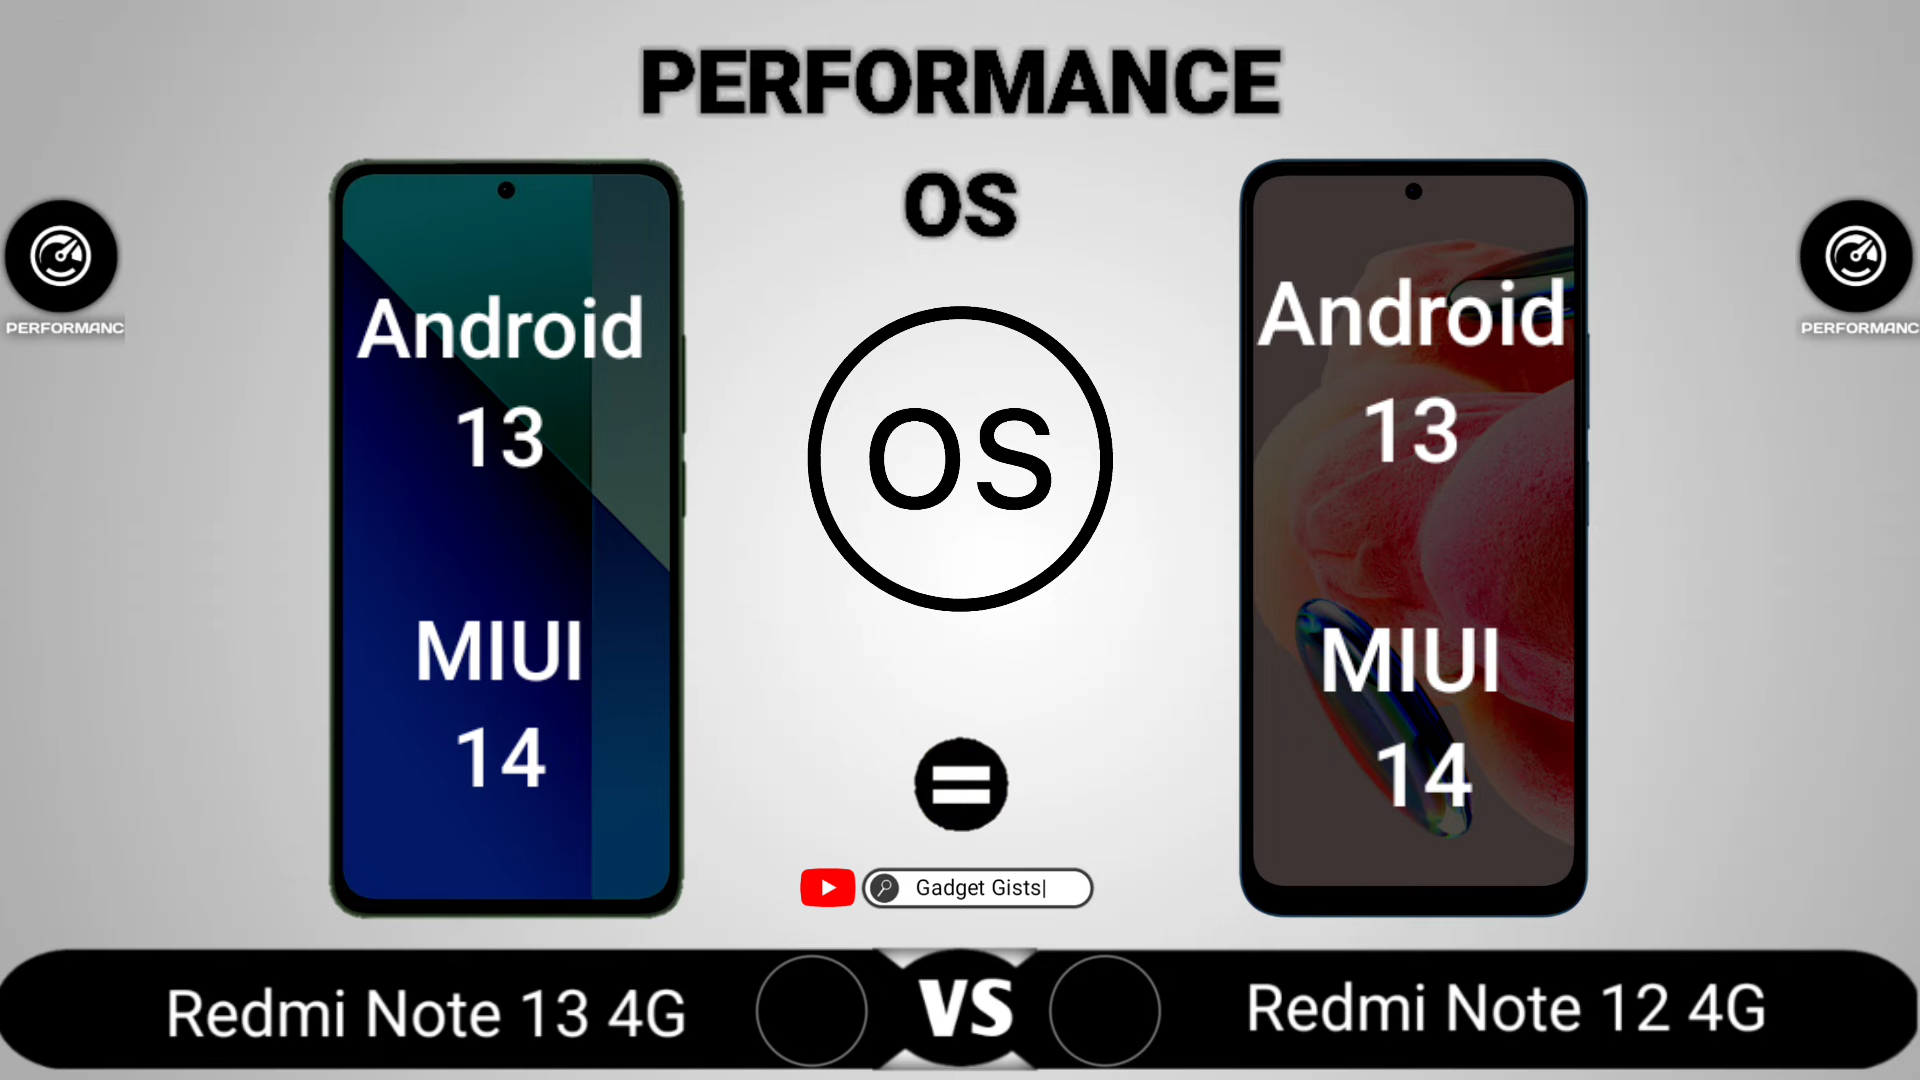 PERFORMANCE
OS
PERFORMANC
PERFORMANC
Android
13
MIUI
14
OS
Android
13
MIUI
14
Gadget Gists|
Redmi Note 13 4G
VS
Redmi Note 12 4G